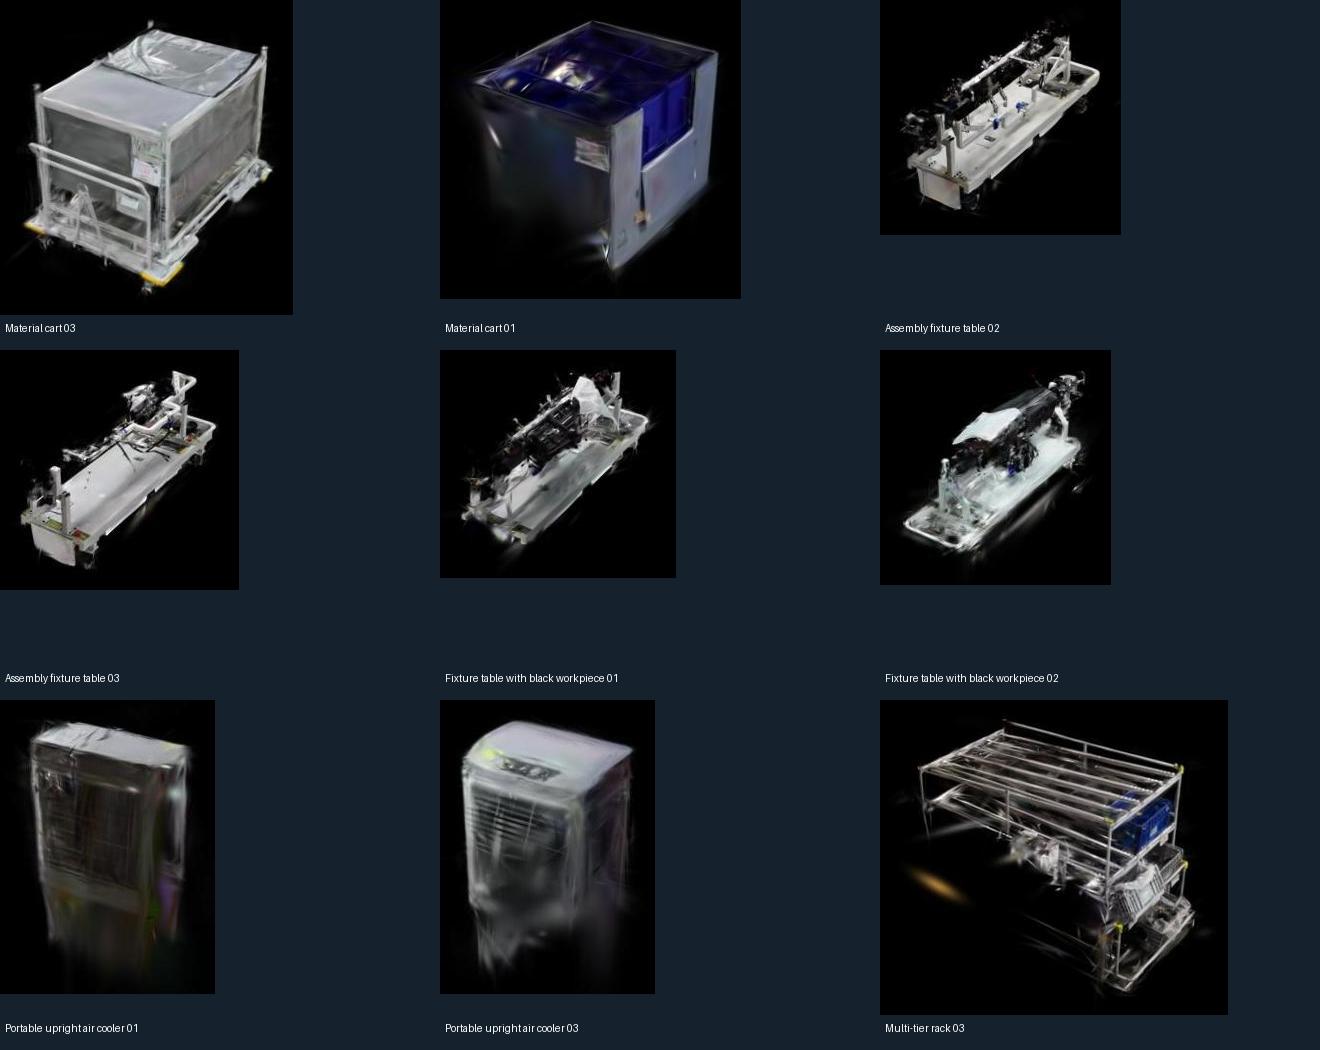 Material cart 03
Material cart 01
Assembly fixture table 02
Assembly fixture table 03
Fixture table with black workpiece 01
Fixture table with black workpiece 02
Portable upright air cooler 01
Portable upright air cooler 03
Multi-tier rack 03